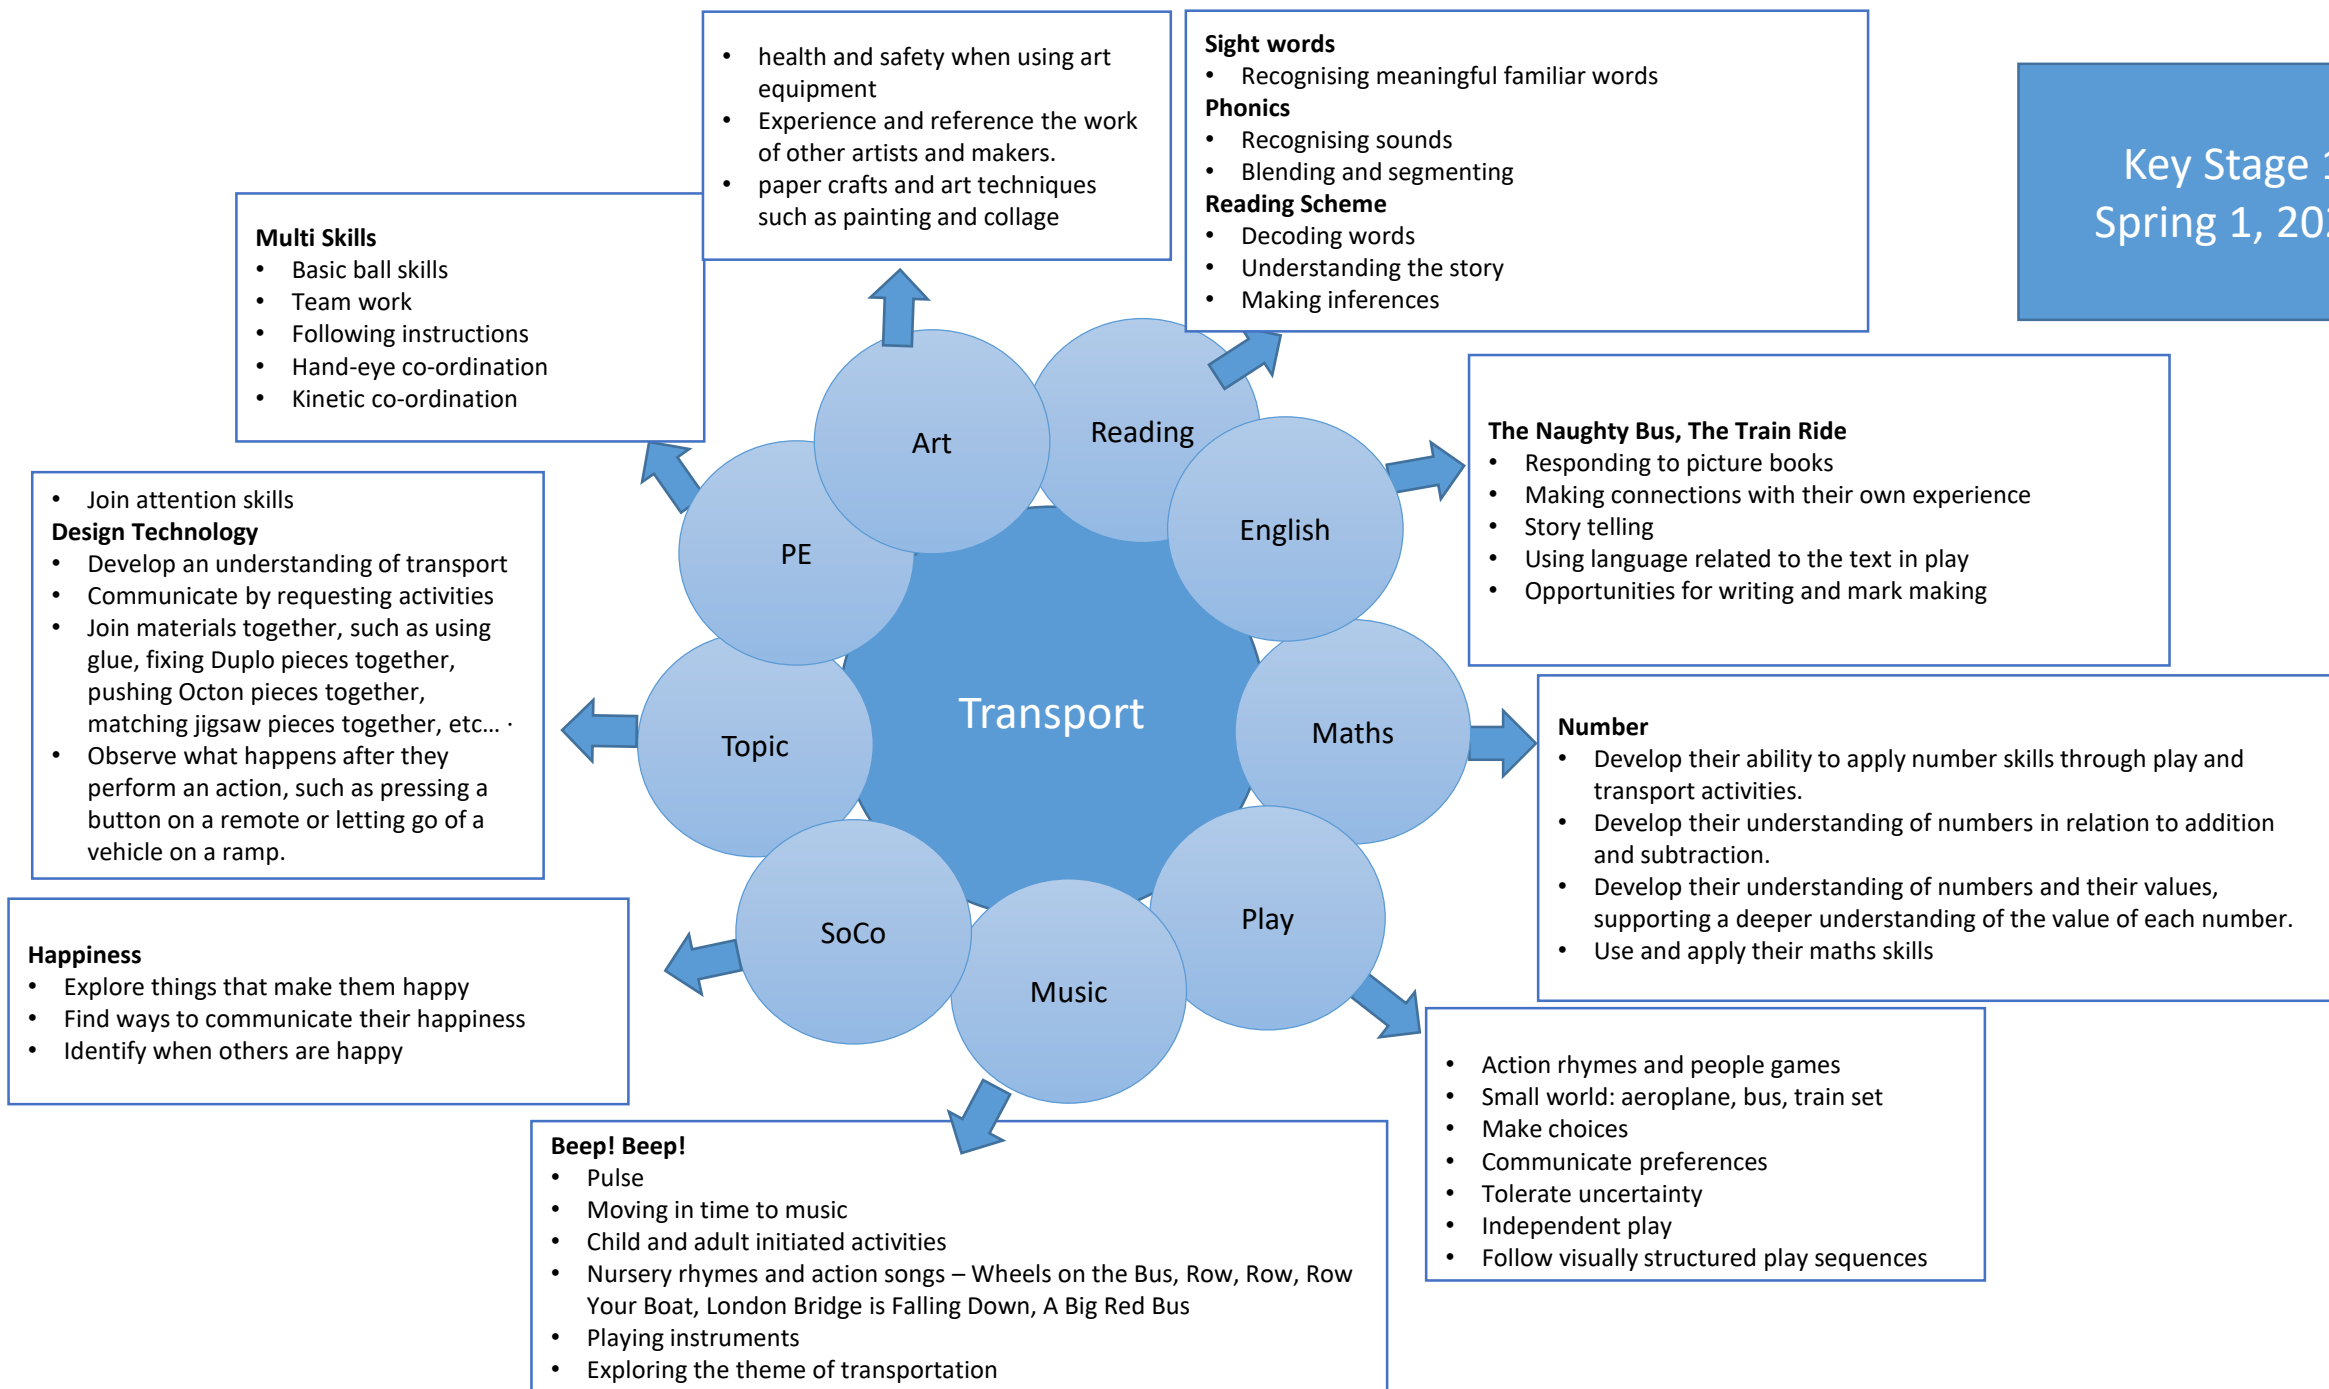 • health and safety when using art
equipment
• Experience and reference the work
of other artists and makers.
• paper crafts and art techniques
such as painting and collage
Sight words
• Recognising meaningful familiar words
Phonics
• Recognising sounds
• Blending and segmenting
Reading Scheme
• Decoding words
• Understanding the story
• Making inferences
Key Stage
Spring 1,
Multi Skills
• Basic ball skills
• Team work
• Following instructions
• Hand-eye co-ordination
• Kinetic co-ordination
The Naughty Bus, The Train Ride
• Responding to picture books
• Making connections with their own experience
• Story telling
• Using language related to the text in play
• Opportunities for writing and mark making
• Join attention skills
Design Technology
• Develop an understanding of transport
• Communicate by requesting activities
• Join materials together, such as using
glue, fixing Duplo pieces together,
pushing Octon pieces together,
matching jigsaw pieces together, etc... ·
• Observe what happens after they
perform an action, such as pressing a
button on a remote or letting go of a
vehicle on a ramp.
Art
Reading
English
PE
Transport
Topic
Maths
SoCo
Play
Music
Number
• Develop their ability to apply number skills through play and
transport activities.
• Develop their understanding of numbers in relation to addition
and subtraction.
• Develop their understanding of numbers and their values,
supporting a deeper understanding of the value of each number.
• Use and apply their maths skills
Happiness
• Explore things that make them happy
• Find ways to communicate their happiness
• Identify when others are happy
• Action rhymes and people games
• Small world: aeroplane, bus, train set
• Make choices
• Communicate preferences
• Tolerate uncertainty
• Independent play
• Follow visually structured play sequences
Beep! Beep!
• Pulse
• Moving in time to music
• Child and adult initiated activities
• Nursery rhymes and action songs – Wheels on the Bus, Row, Row, Row
Your Boat, London Bridge is Falling Down, A Big Red Bus
• Playing instruments
• Exploring the theme of transportation